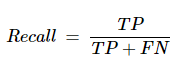 Recall = TP / (TP + FN)